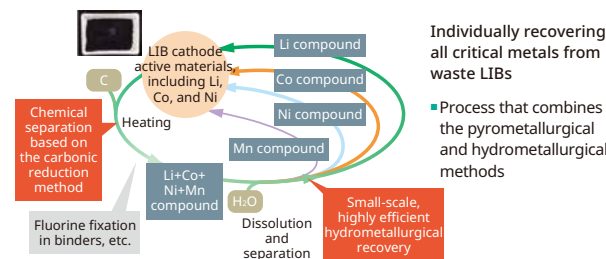 LIB cathode
active materials,
including Li,
Co, and Ni
C
Heating
Chemical
separation
based on
the carbonic
reduction
method
Li+Co+
Ni+Mn
compound
Fluorine fixation
in binders, etc.
H₂O
Dissolution
and
separation
Li compound
Co compound
Ni compound
Mn compound
Small-scale,
highly efficient
hydrometallurgical
recovery
Individually recovering
all critical metals from
waste LIBs
Process that combines
the pyrometallurgical
and hydrometallurgical
methods